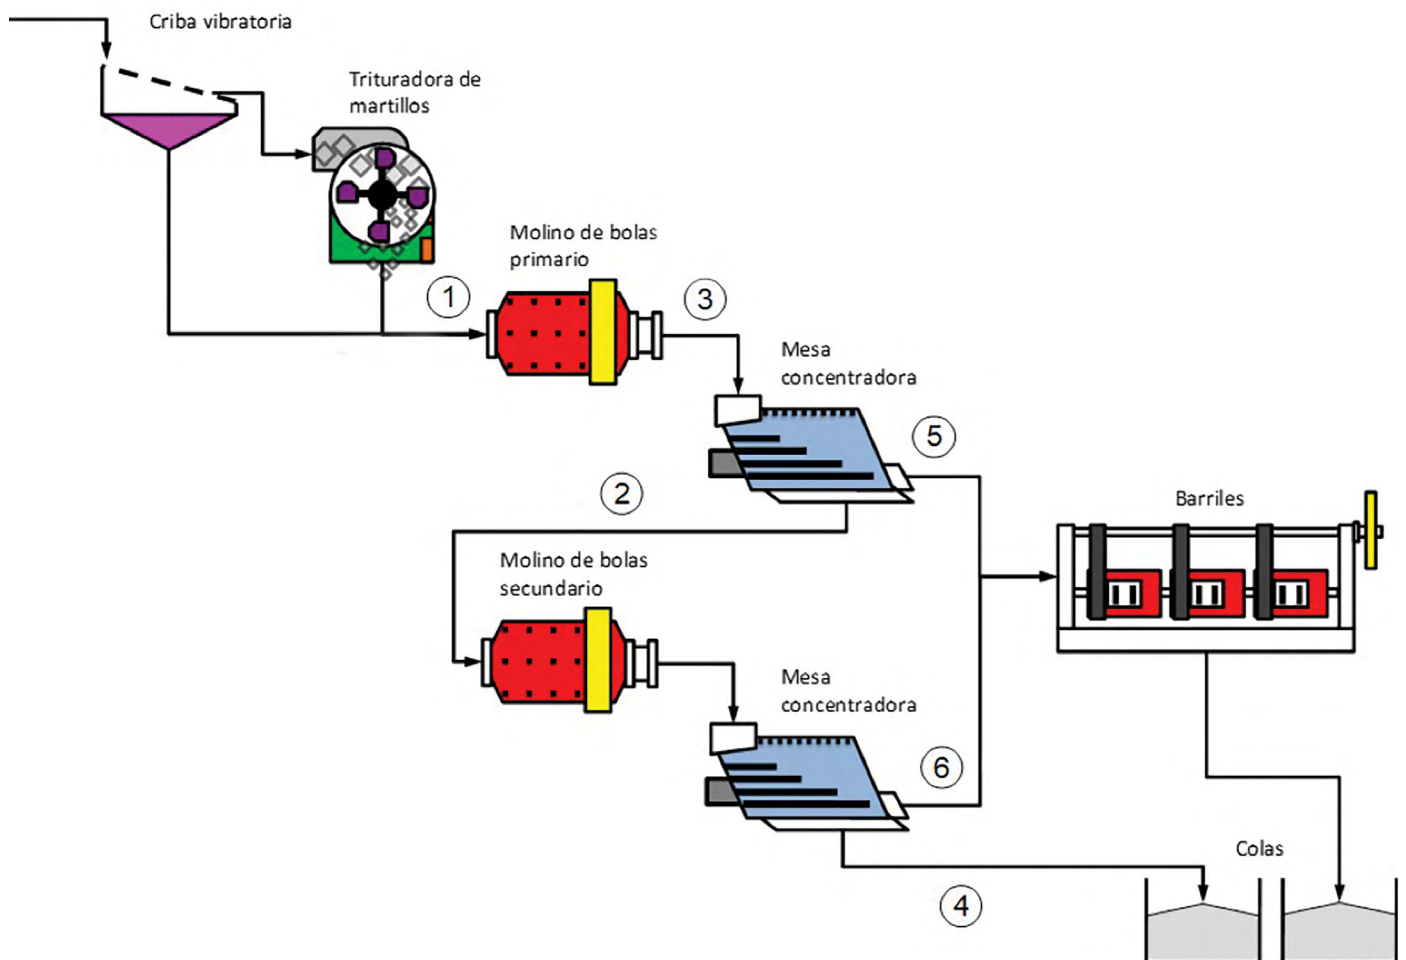 Criba vibratoria
Trituradora de
martillos
Molino de bolas
primario
1
3
Mesa
concentradora
5
2
Barriles
Molino de bolas
secundario
Mesa
concentradora
6
Colas
4